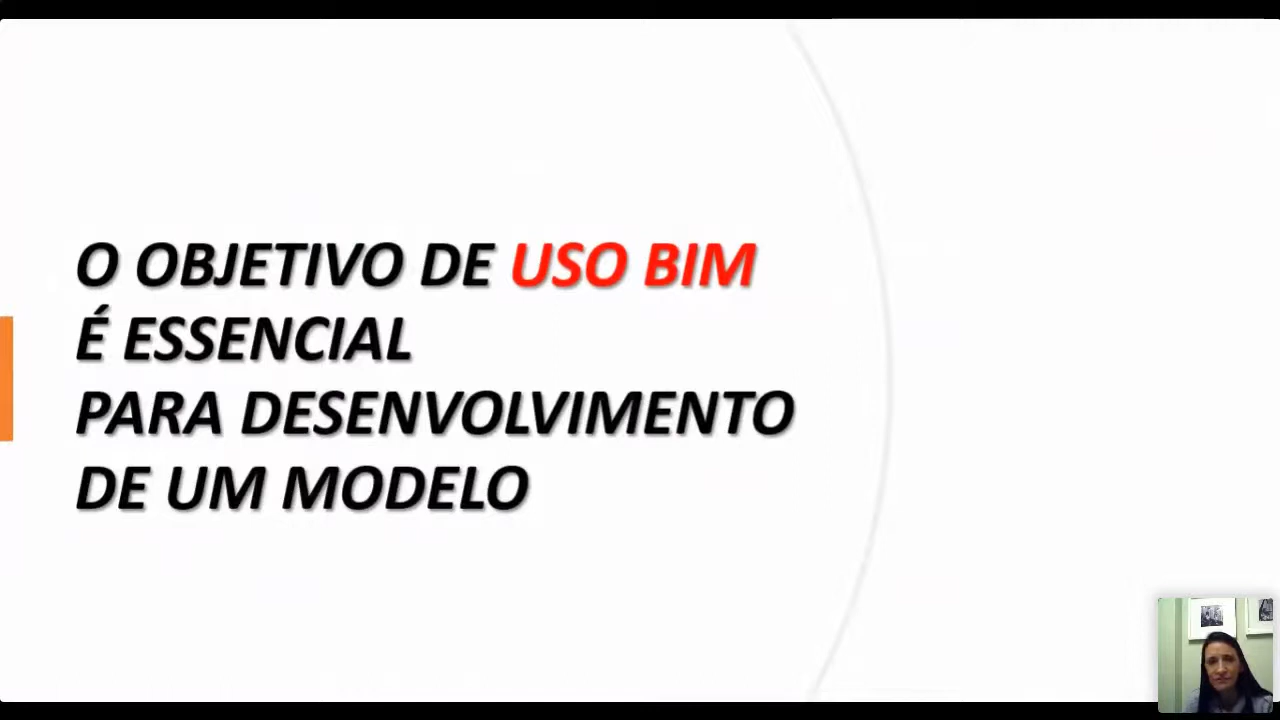 O OBJETIVO DE USO BIM
É ESSENCIAL
PARA DESENVOLVIMENTO
DE UM MODELO